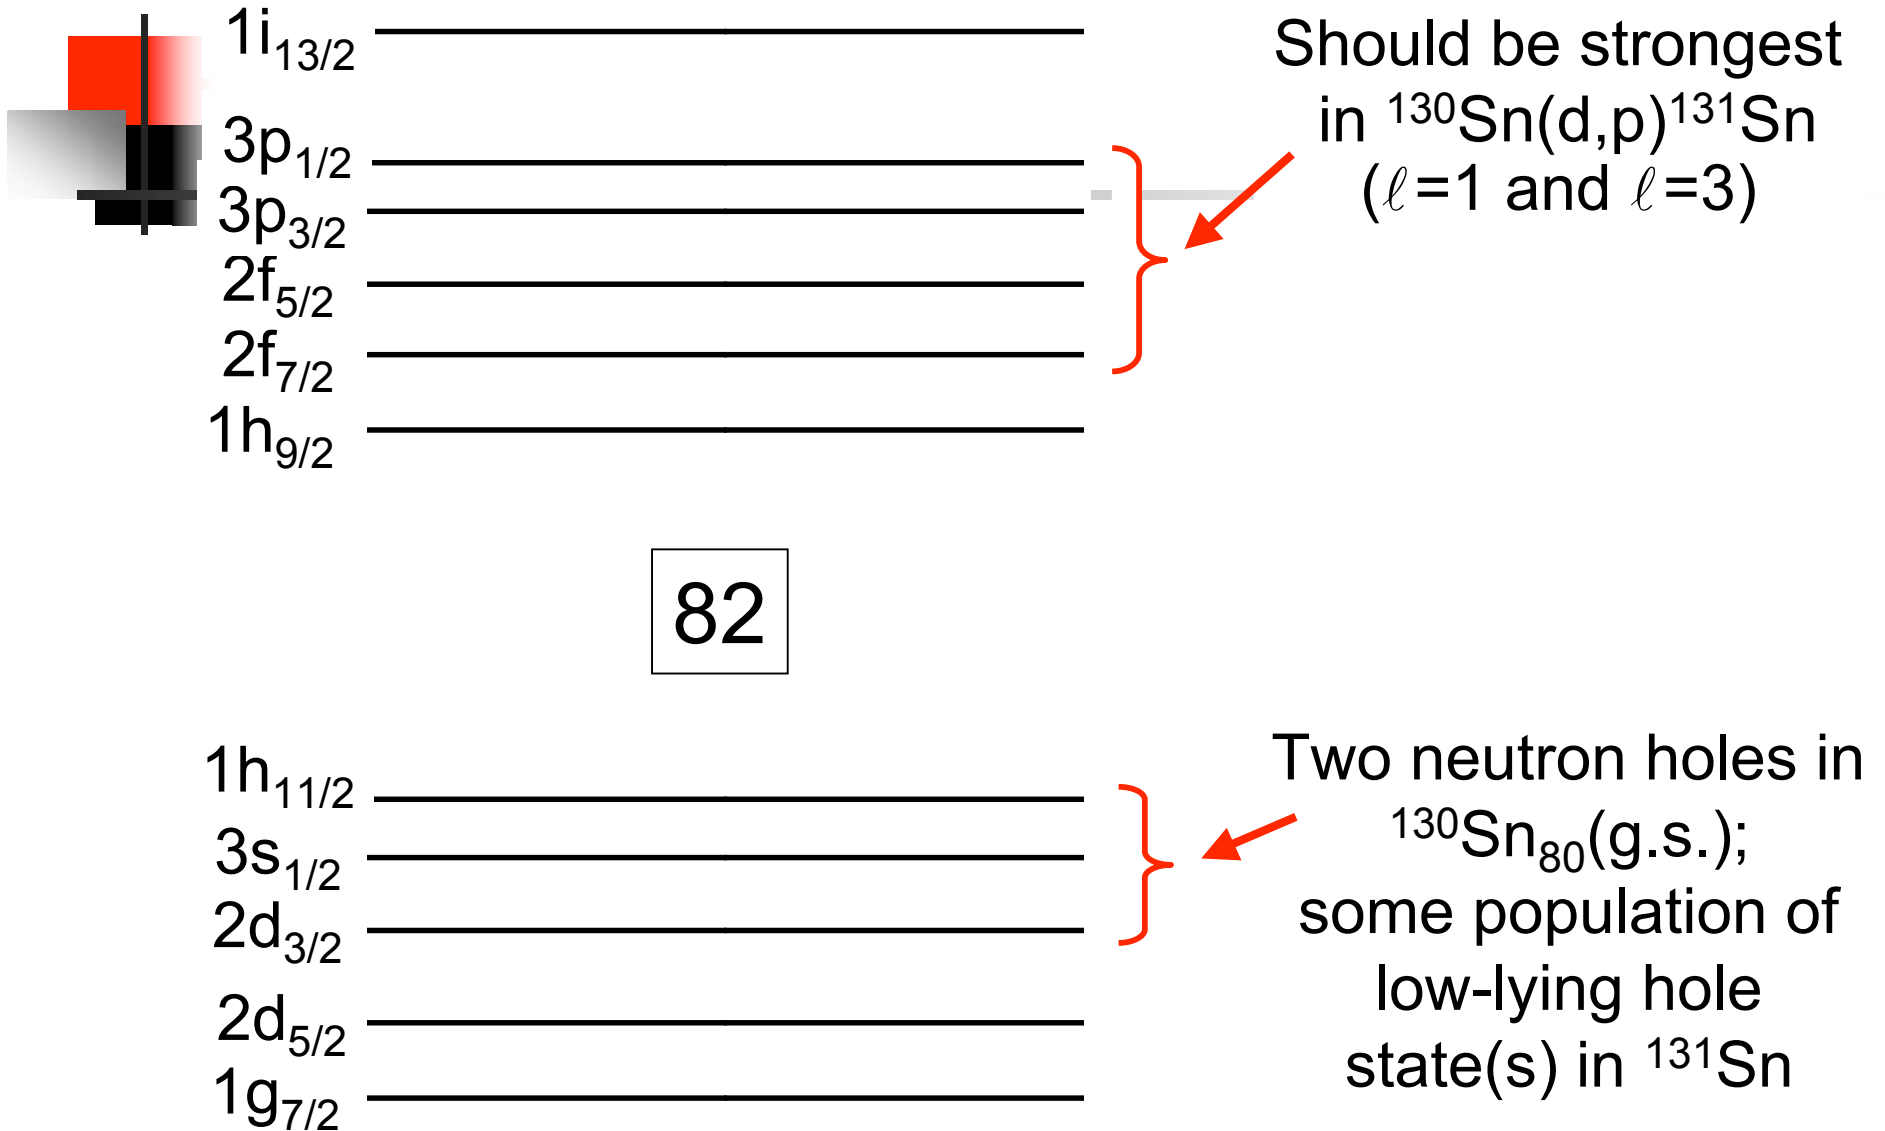 1i13/2
3p1/2
3p3/2
2f5/2
2f7/2
1h9/2
Should be strongest
in 130Sn(d,p)131Sn
(ℓ=1 and ℓ=3)
82
1h11/2
3s1/2
2d3/2
2d5/2
1g7/2
Two neutron holes in
130Sn80(g.s.);
some population of
low-lying hole
state(s) in 131Sn